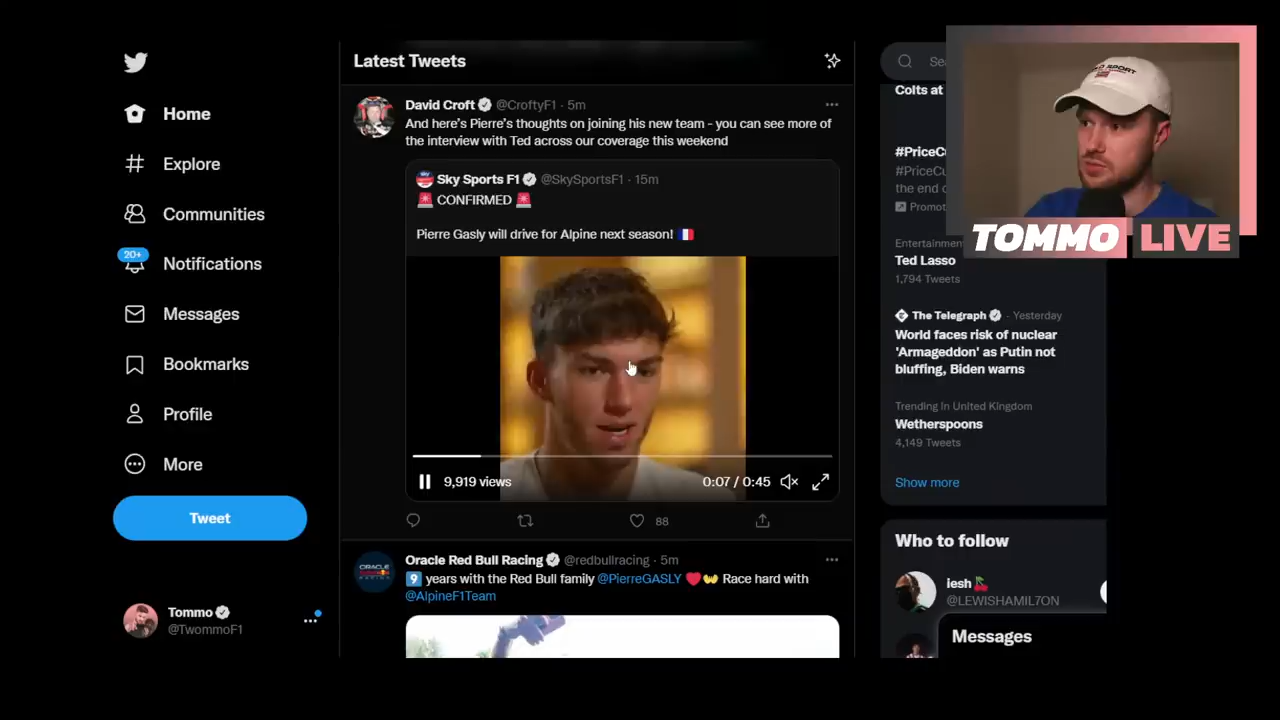 Home
Explore
Communities
20+
Notifications
Messages
Bookmarks
Profile
More
Tweet
Tommo
@TwommoF1
Latest Tweets
David Croft @CroftyF1 · 5m
And here's Pierre's thoughts on joining his new team - you can see more of
the interview with Ted across our coverage this weekend
Sky Sports F1 @SkySportsF1 · 15m
CONFIRMED
Pierre Gasly will drive for Alpine next season!
9,919 views
0:07 / 0:45
88
Oracle Red Bull Racing @redbullracing · 5m
9 years with the Red Bull family @PierreGASLY Race hard with
@AlpineF1Team
Colts at
the end
Entertainmen
Ted Lasso
1,794 Tweets
The Telegraph · Yesterday
World faces risk of nuclear
'Armageddon' as Putin not
bluffing, Biden warns
Trending in United Kingdom
Wetherspoons
4,149 Tweets
Show more
Who to follow
iesh
@LEWISHAMIL7ON
Messages
TOMMO LIVE